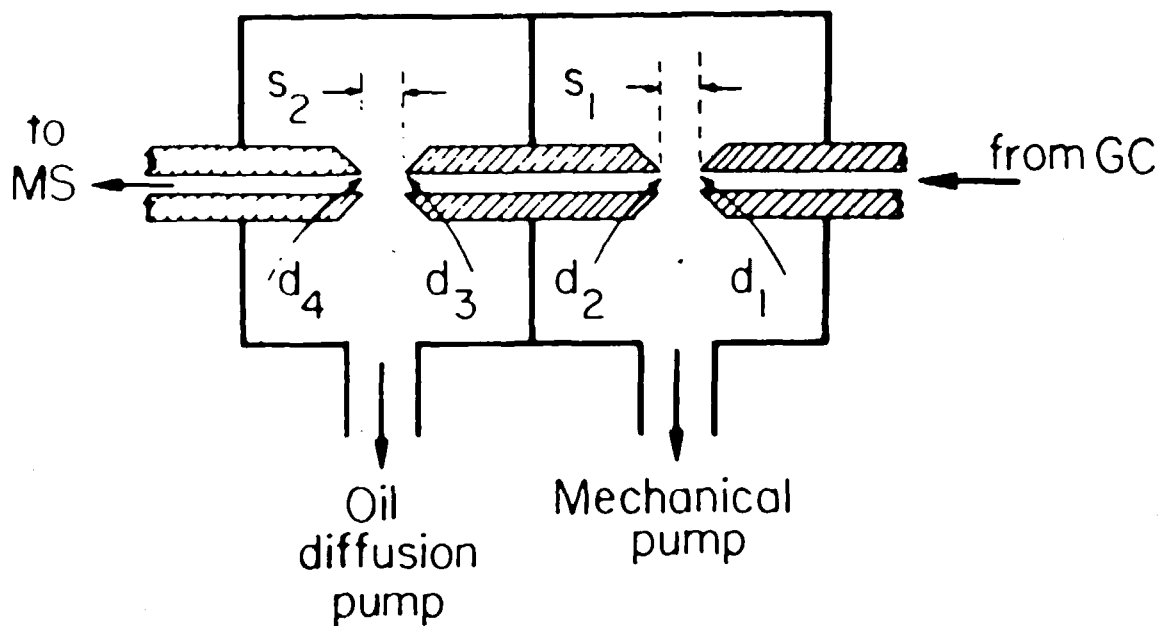 s2
s1
to
MS
from GC
d4
d3
d2
d1
Oil
diffusion
pump
Mechanical
pump